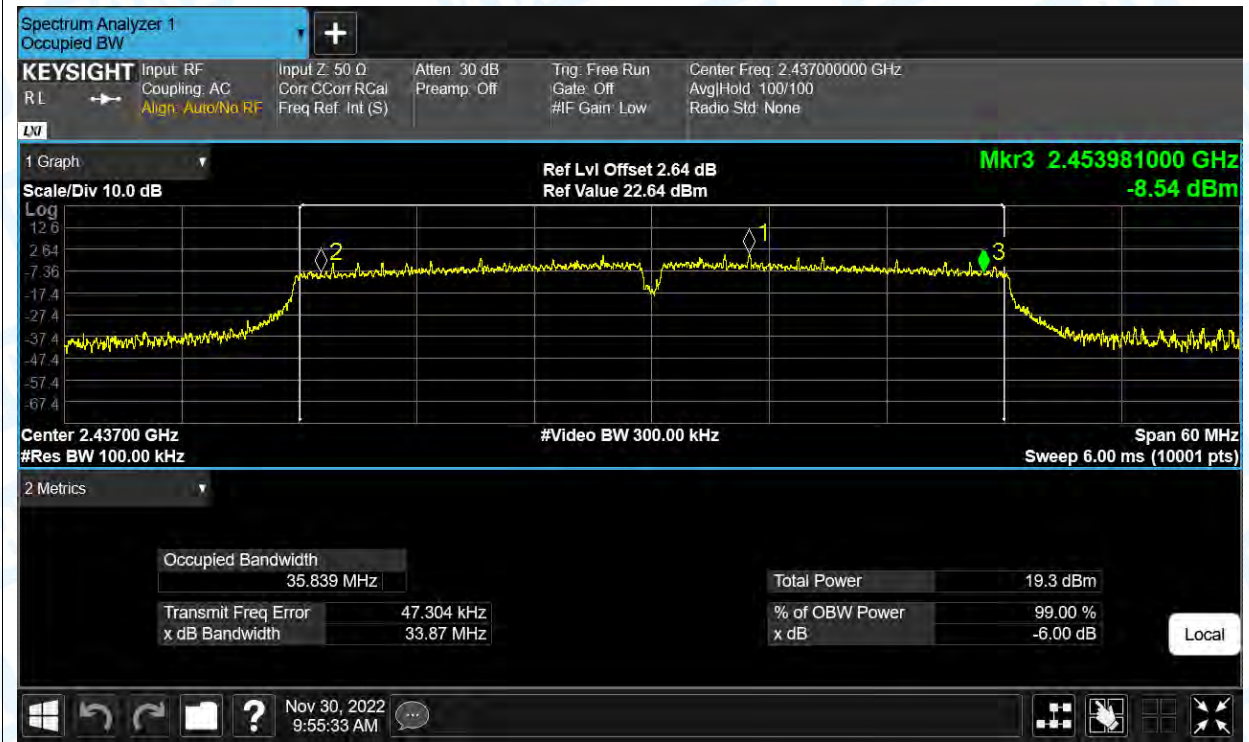 Spectrum Analyzer 1
Occupied BW
KEYSIGHT
R L
LXI
Input: RF
Coupling: AC
Align: Auto/No RF
Input Z: 50 Ω
Corr CCorr RCal
Freq Ref: Int (S)
Atten: 30 dB
Preamp: Off
Trig: Free Run
Gate: Off
#IF Gain: Low
Center Freq: 2.437000000 GHz
Avg|Hold: 100/100
Radio Std: None
1 Graph
Scale/Div 10.0 dB
Ref Lvl Offset 2.64 dB
Ref Value 22.64 dBm
Mkr3 2.453981000 GHz
-8.54 dBm
Log
12.6
2.64
-7.36
-17.4
-27.4
-37.4
-47.4
-57.4
-67.4
2
1
3
Center 2.43700 GHz
#Res BW 100.00 kHz
#Video BW 300.00 kHz
Span 60 MHz
Sweep 6.00 ms (10001 pts)
2 Metrics
Occupied Bandwidth
35.839 MHz
Transmit Freq Error 47.304 kHz
x dB Bandwidth 33.87 MHz
Total Power 19.3 dBm
% of OBW Power 99.00 %
x dB -6.00 dB
Local
?
Nov 30, 2022
9:55:33 AM